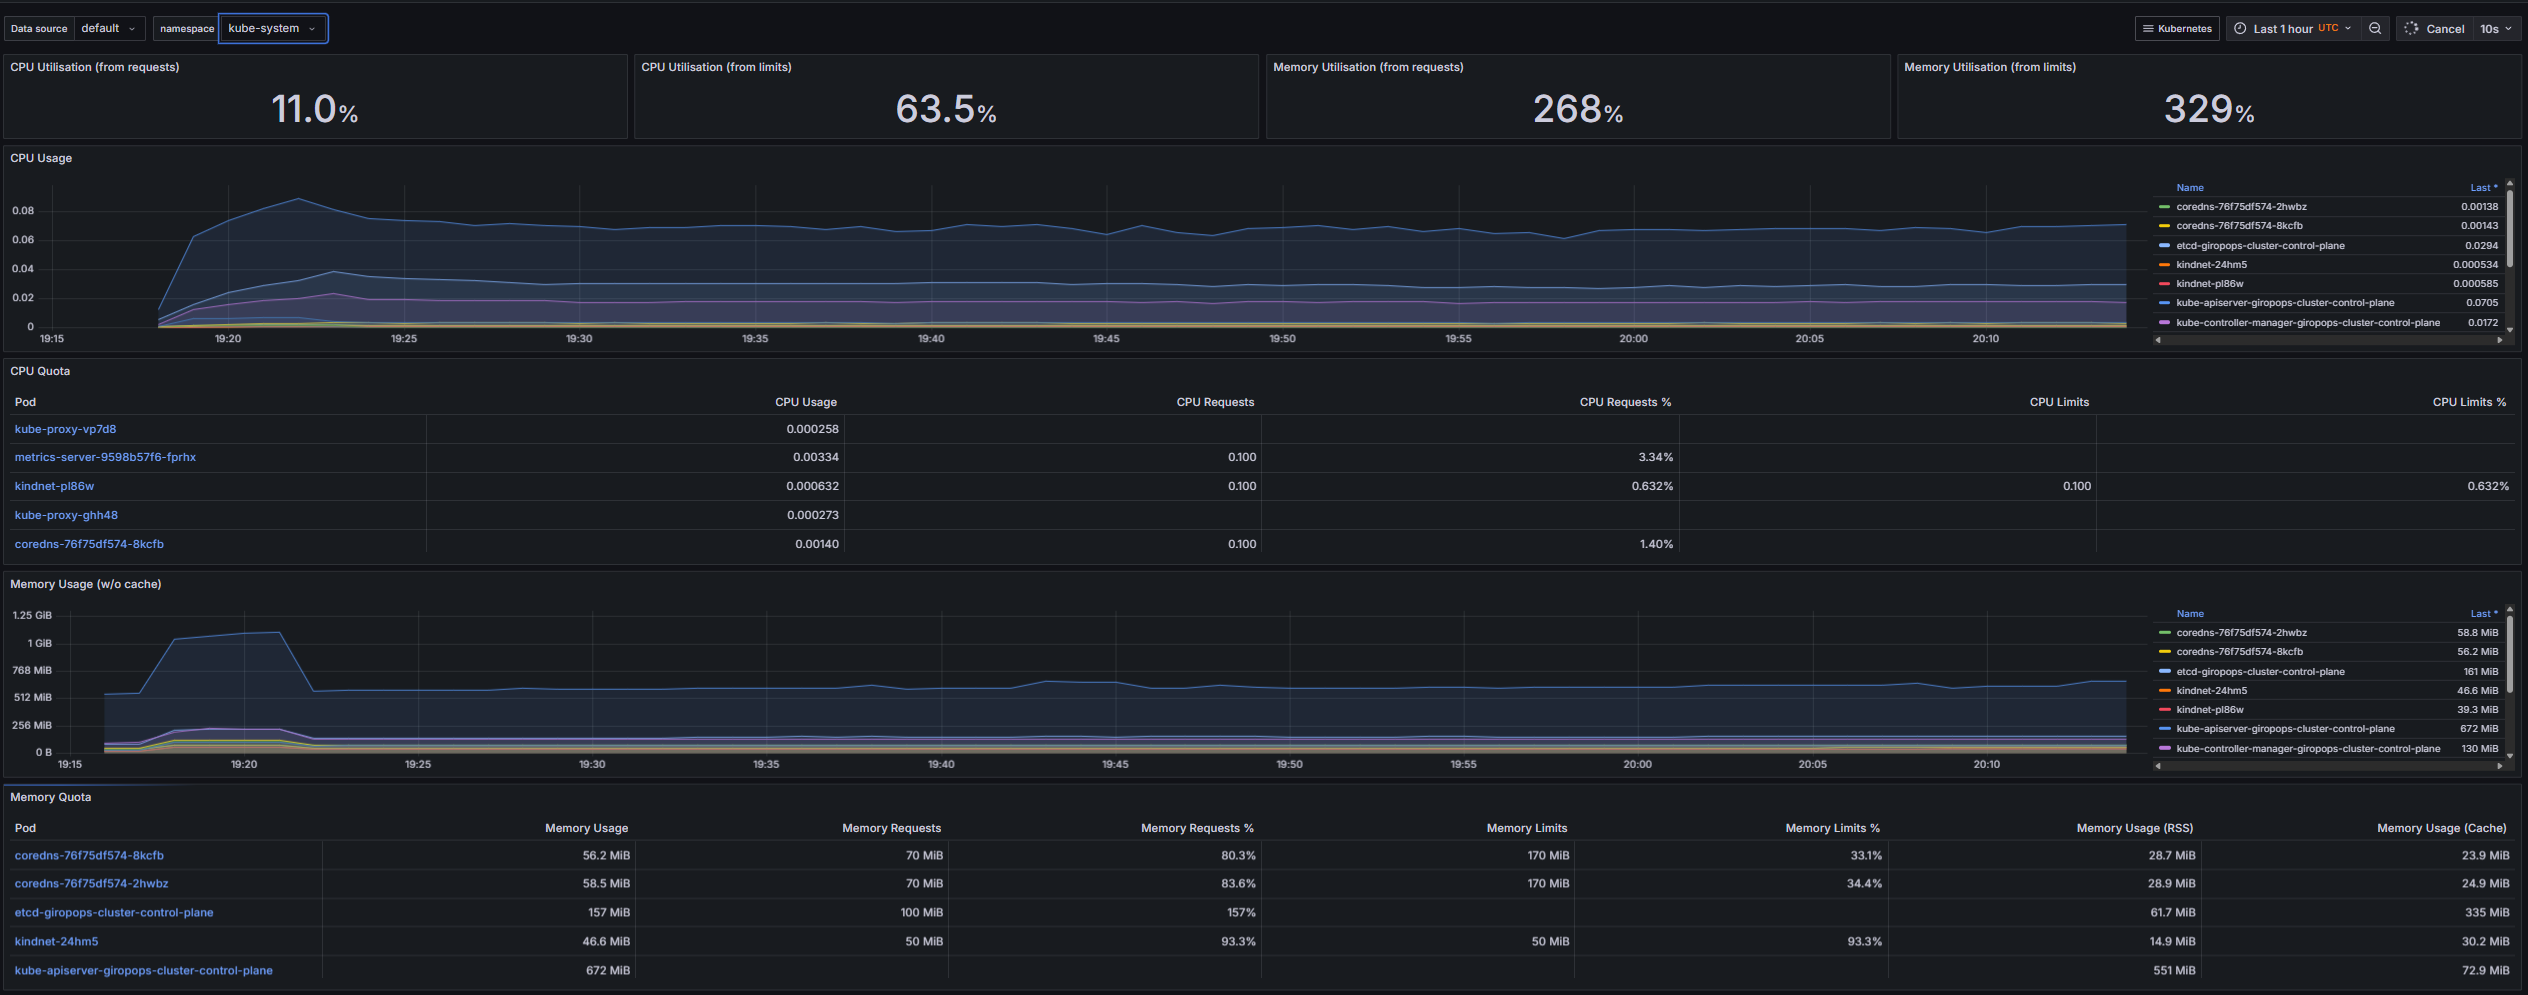 Data source default namespace kube-system Kubernetes Last 1 hour UTC Cancel 10s
CPU Utilisation (from requests)
11.0%
CPU Utilisation (from limits)
63.5%
Memory Utilisation (from requests)
268%
Memory Utilisation (from limits)
329%
CPU Usage
0.08
0.06
0.04
0.02
0
19:15 19:20 19:25 19:30 19:35 19:40 19:45 19:50 19:55 20:00 20:05 20:10
Name Last *
coredns-76f75df574-2hwbz 0.00138
coredns-76f75df574-8kcfb 0.00143
etcd-giropops-cluster-control-plane 0.0294
kindnet-24hm5 0.000534
kindnet-pl86w 0.000585
kube-apiserver-giropops-cluster-control-plane 0.0705
kube-controller-manager-giropops-cluster-control-plane 0.0172
CPU Quota
Pod CPU Usage CPU Requests CPU Requests % CPU Limits CPU Limits %
kube-proxy-vp7d8 0.000258
metrics-server-9598b57f6-fprhx 0.00334 0.100 3.34%
kindnet-pl86w 0.000632 0.100 0.632% 0.100 0.632%
kube-proxy-ghh48 0.000273
coredns-76f75df574-8kcfb 0.00140 0.100 1.40%
Memory Usage (w/o cache)
1.25 GiB
1 GiB
768 MiB
512 MiB
256 MiB
0 B
19:15 19:20 19:25 19:30 19:35 19:40 19:45 19:50 19:55 20:00 20:05 20:10
Name Last *
coredns-76f75df574-2hwbz 58.8 MiB
coredns-76f75df574-8kcfb 56.2 MiB
etcd-giropops-cluster-control-plane 161 MiB
kindnet-24hm5 46.6 MiB
kindnet-pl86w 39.3 MiB
kube-apiserver-giropops-cluster-control-plane 672 MiB
kube-controller-manager-giropops-cluster-control-plane 130 MiB
Memory Quota
Pod Memory Usage Memory Requests Memory Requests % Memory Limits Memory Limits % Memory Usage (RSS) Memory Usage (Cache)
coredns-76f75df574-8kcfb 56.2 MiB 70 MiB 80.3% 170 MiB 33.1% 28.7 MiB 23.9 MiB
coredns-76f75df574-2hwbz 58.5 MiB 70 MiB 83.6% 170 MiB 34.4% 28.9 MiB 24.9 MiB
etcd-giropops-cluster-control-plane 157 MiB 100 MiB 157% 61.7 MiB 335 MiB
kindnet-24hm5 46.6 MiB 50 MiB 93.3% 50 MiB 93.3% 14.9 MiB 30.2 MiB
kube-apiserver-giropops-cluster-control-plane 672 MiB 551 MiB 72.9 MiB